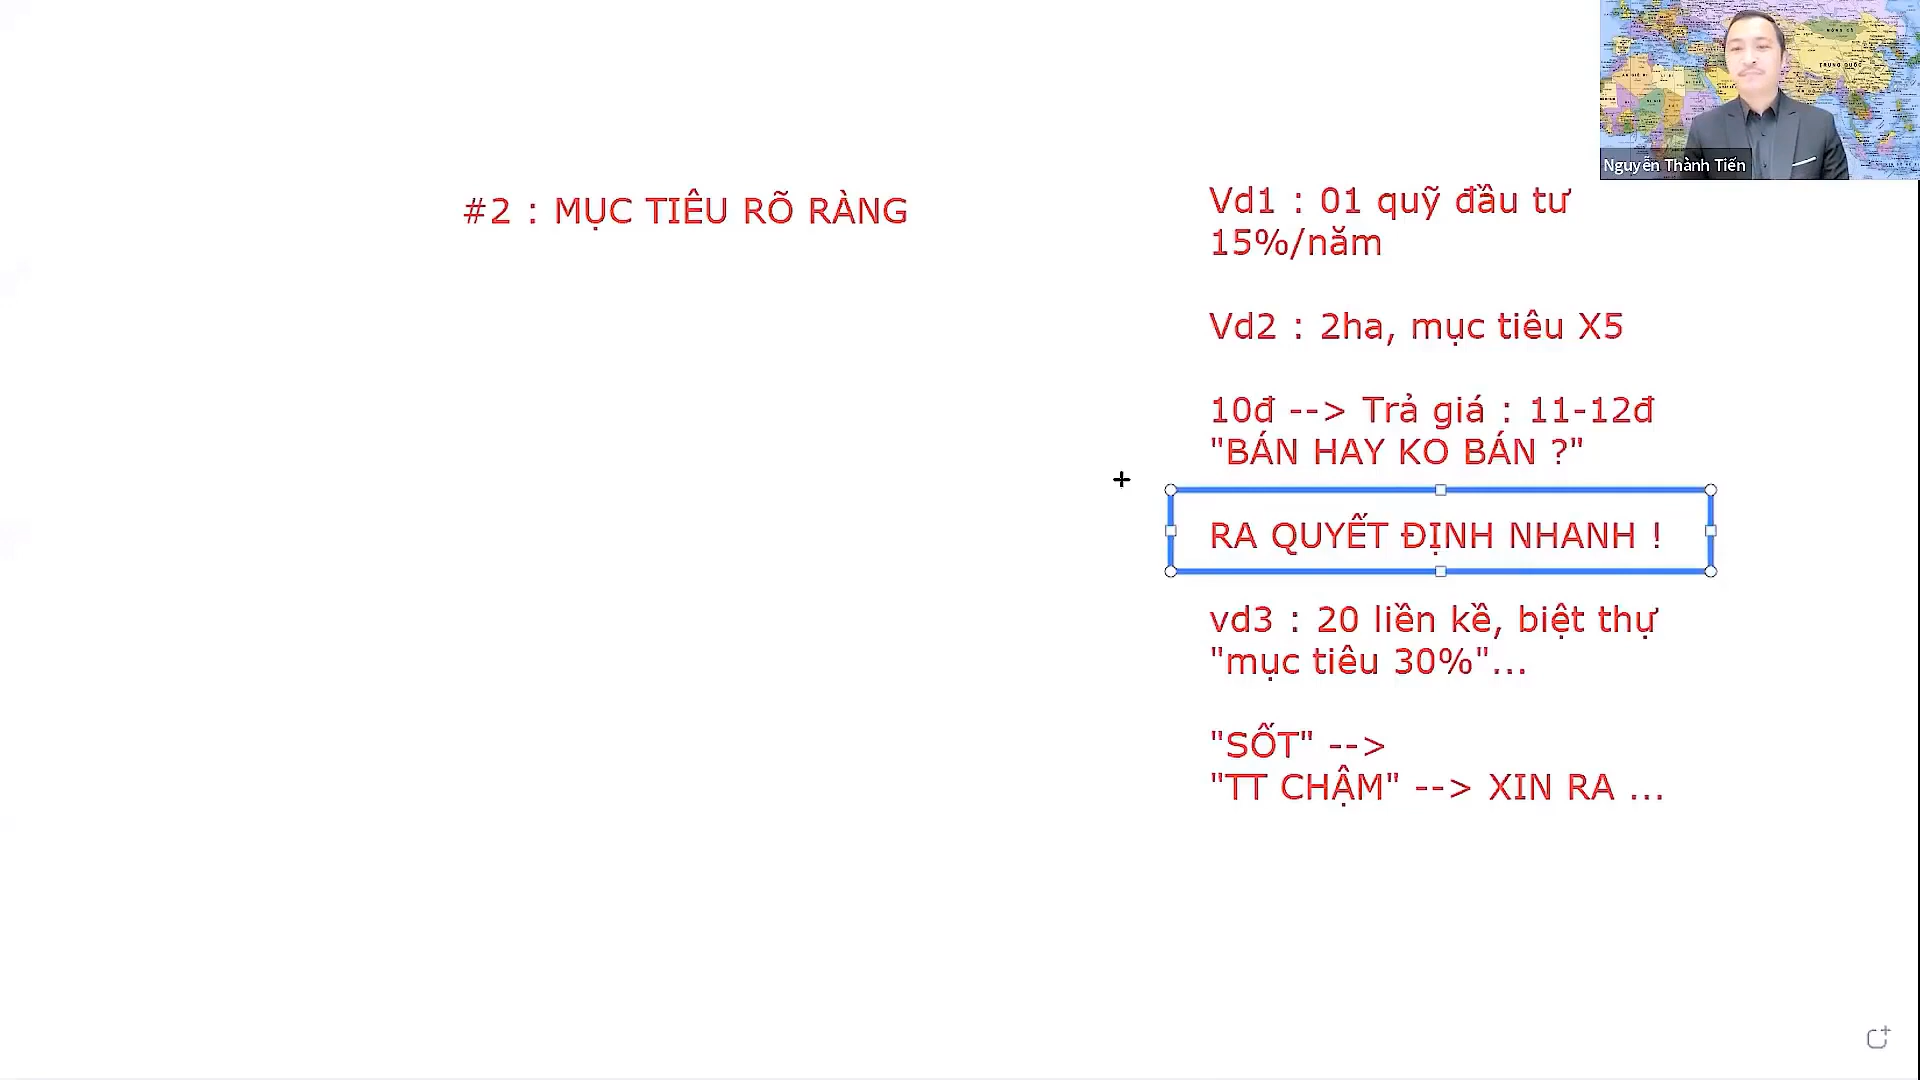 #2 : MỤC TIÊU RÕ RÀNG
Vd1 : 01 quỹ đầu tư
15%/năm
Vd2 : 2ha, mục tiêu X5
10đ --> Trả giá : 11-12đ
"BÁN HAY KO BÁN ?"
RA QUYẾT ĐỊNH NHANH !
vd3 : 20 liền kề, biệt thự
"mục tiêu 30%"...
"SỐT" -->
"TT CHẬM" --> XIN RA ...
TRUNG QUỐC
Nguyễn Thành Tiến